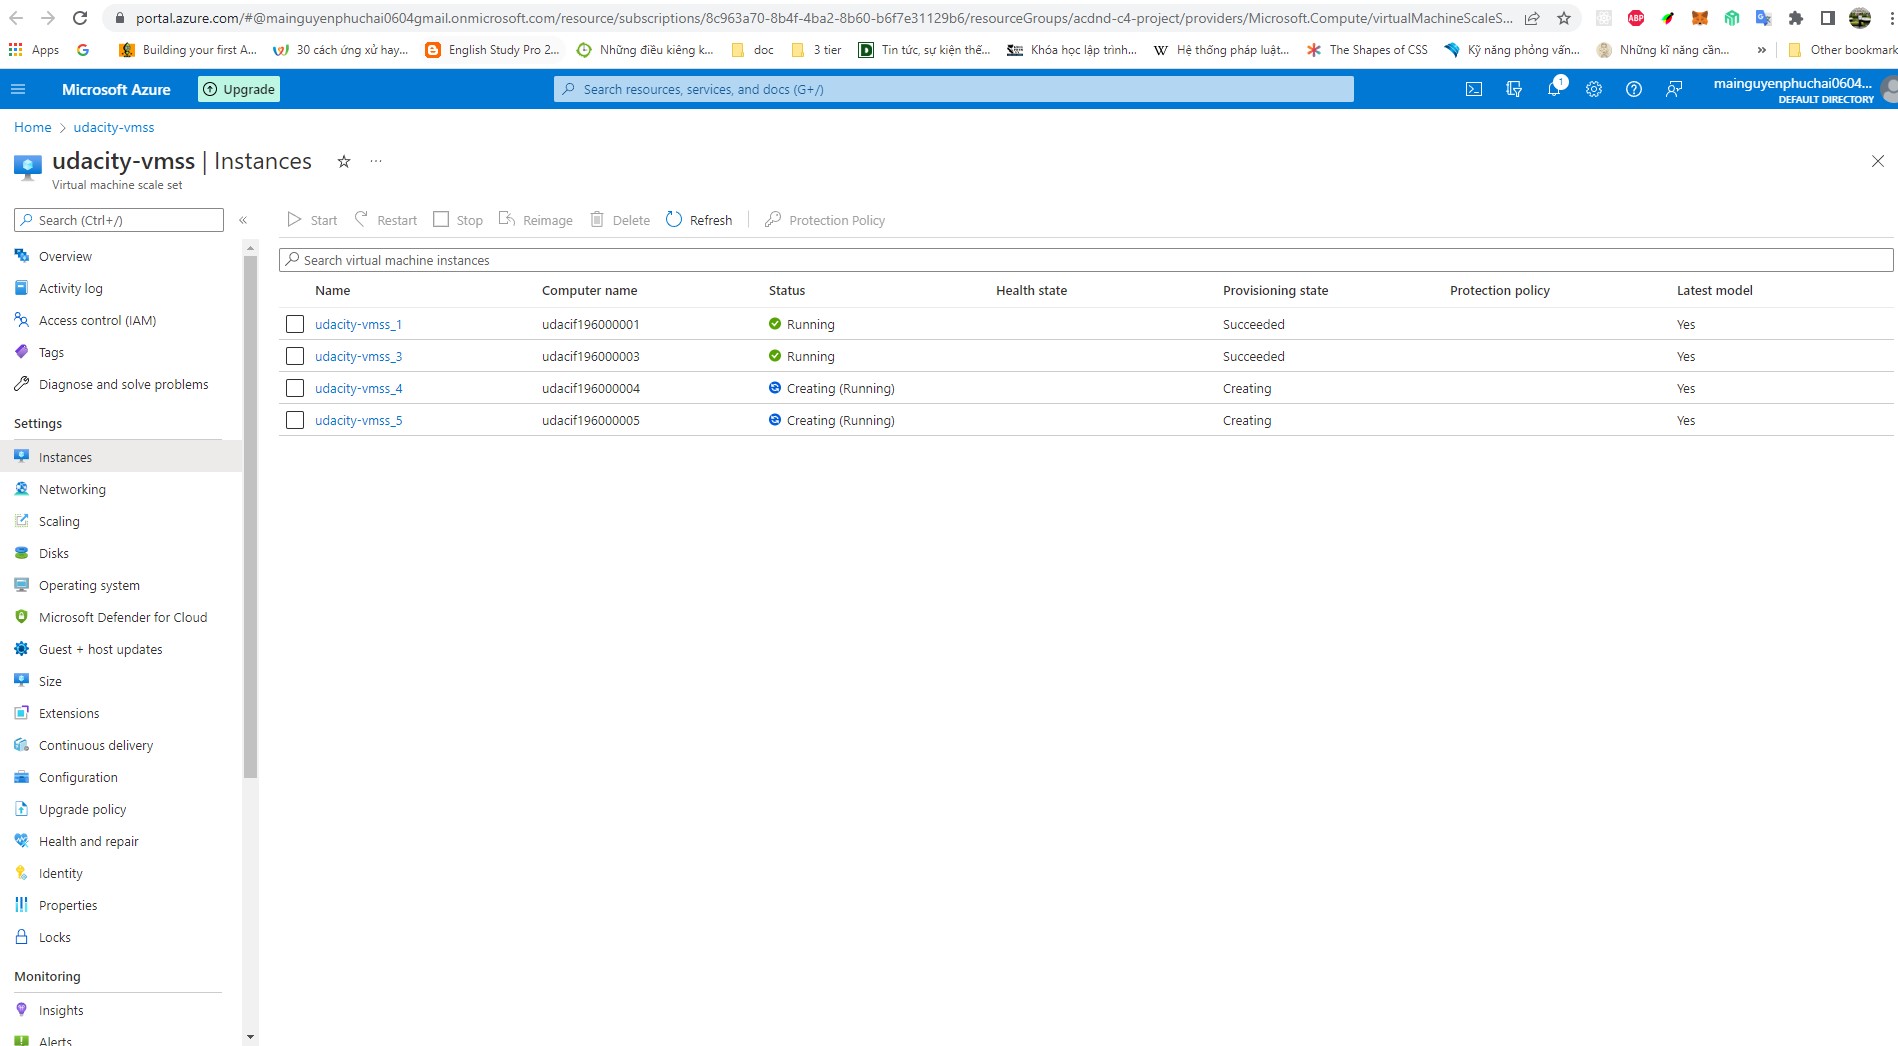 portal.azure.com/#@mainguyenphuchai0604gmail.onmicrosoft.com/resource/subscriptions/8c963a70-8b4f-4ba2-8b60-b6f7e31129b6/resourceGroups/acdnd-c4-project/providers/Microsoft.Compute/virtualMachineScaleS...
Apps Building your first A... 30 cách ứng xử hay... English Study Pro 2... Những điều kiêng k... doc 3 tier Tin tức, sự kiện thế... Khóa học lập trình... Hệ thống pháp luật... The Shapes of CSS Kỹ năng phỏng vấn... Những kĩ năng cần... » Other bookmark
Microsoft Azure Upgrade Search resources, services, and docs (G+/) 1 mainguyenphuchai0604...
DEFAULT DIRECTORY
Home > udacity-vmss
udacity-vmss | Instances ...
Virtual machine scale set
Search (Ctrl+/) «
Start Restart Stop Reimage Delete Refresh Protection Policy
Overview
Activity log
Access control (IAM)
Tags
Diagnose and solve problems
Settings
Instances
Networking
Scaling
Disks
Operating system
Microsoft Defender for Cloud
Guest + host updates
Size
Extensions
Continuous delivery
Configuration
Upgrade policy
Health and repair
Identity
Properties
Locks
Monitoring
Insights
Alerts
Search virtual machine instances
Name Computer name Status Health state Provisioning state Protection policy Latest model
udacity-vmss_1 udacif196000001 Running Succeeded Yes
udacity-vmss_3 udacif196000003 Running Succeeded Yes
udacity-vmss_4 udacif196000004 Creating (Running) Creating Yes
udacity-vmss_5 udacif196000005 Creating (Running) Creating Yes